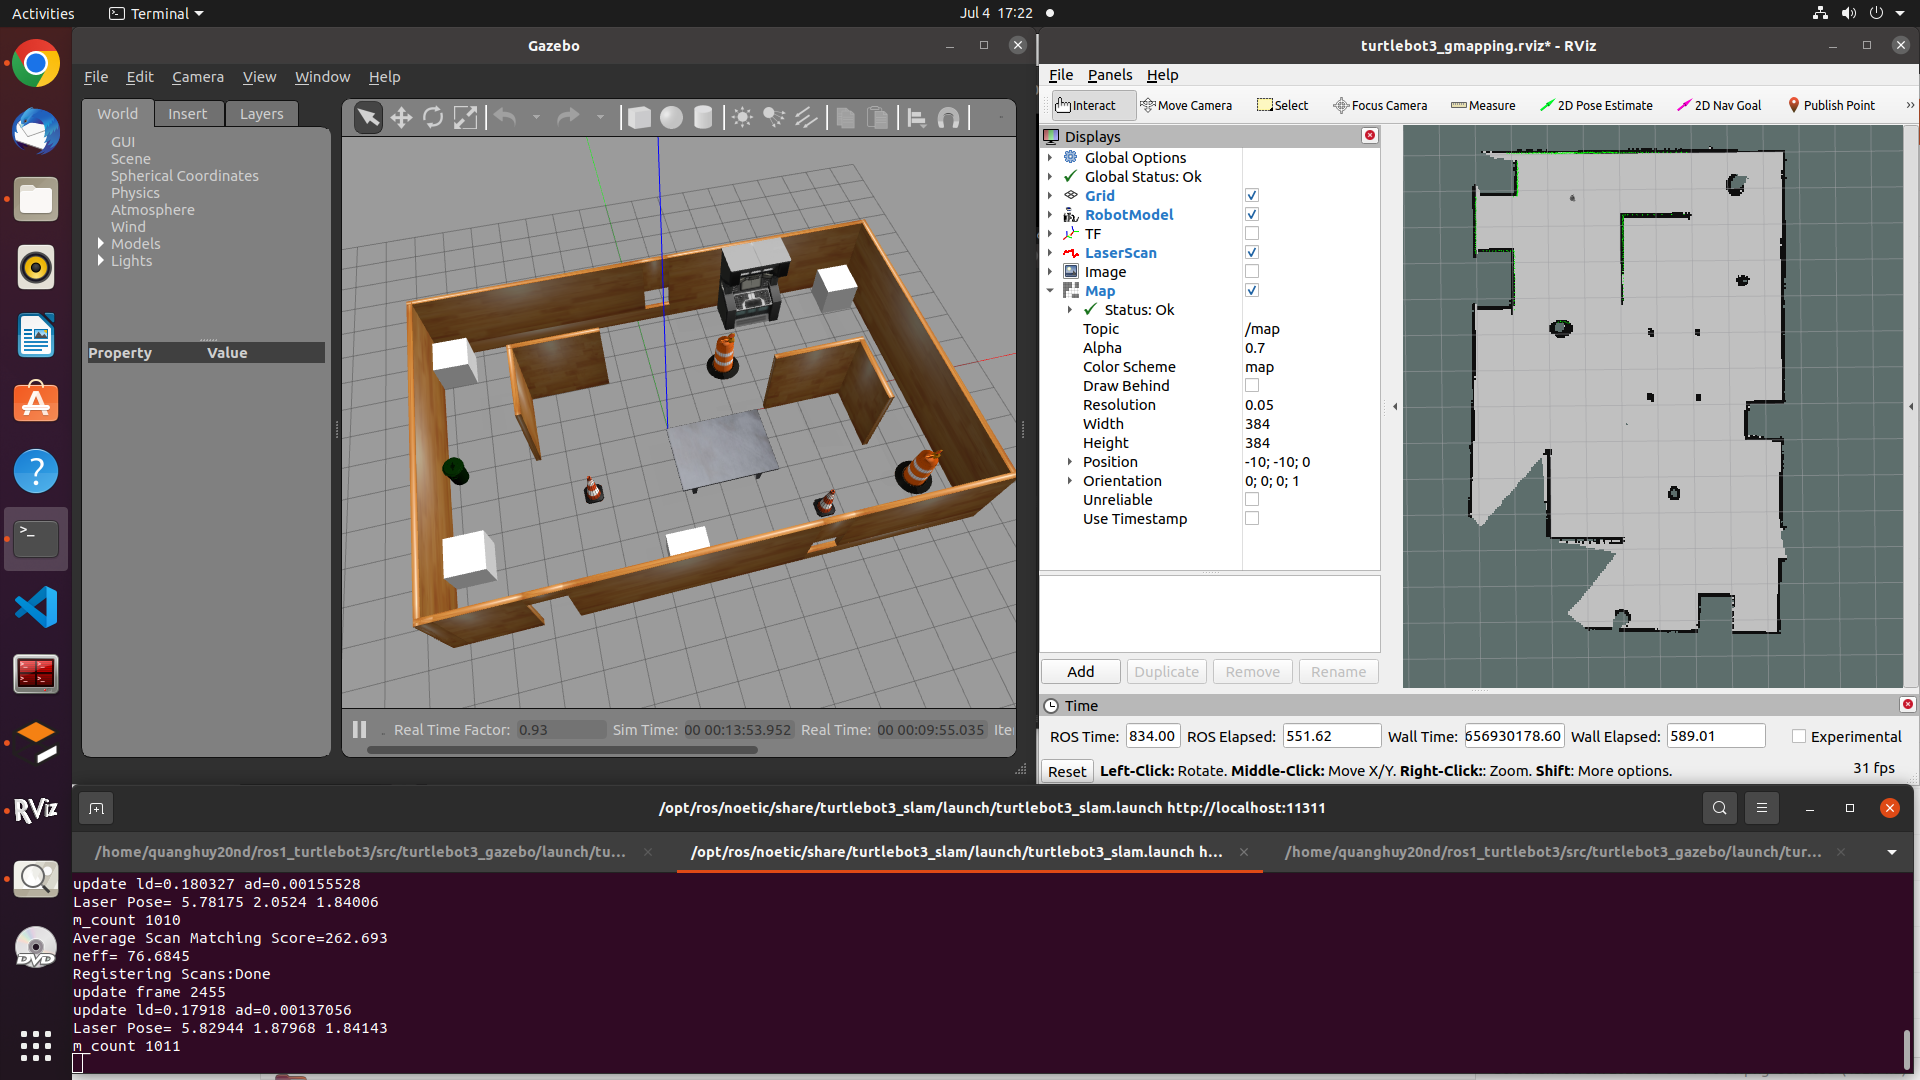 Activities
Terminal
Jul 4 17:22
Gazebo
File Edit Camera View Window Help
World Insert Layers
GUI
Scene
Spherical Coordinates
Physics
Atmosphere
Wind
Models
Lights
Property Value
Real Time Factor: 0.93 Sim Time: 00 00:13:53.952 Real Time: 00 00:09:55.035 Ite
turtlebot3_gmapping.rviz* - RViz
File Panels Help
Interact Move Camera Select Focus Camera Measure 2D Pose Estimate 2D Nav Goal Publish Point »
Displays
Global Options
Global Status: Ok
Grid
RobotModel
TF
LaserScan
Image
Map
Status: Ok
Topic /map
Alpha 0.7
Color Scheme map
Draw Behind
Resolution 0.05
Width 384
Height 384
Position -10; -10; 0
Orientation 0; 0; 0; 1
Unreliable
Use Timestamp
Add Duplicate Remove Rename
Time
ROS Time: 834.00 ROS Elapsed: 551.62 Wall Time: 656930178.60 Wall Elapsed: 589.01 Experimental
Reset Left-Click: Rotate. Middle-Click: Move X/Y. Right-Click:: Zoom. Shift: More options. 31 fps
RViz
DVD
/opt/ros/noetic/share/turtlebot3_slam/launch/turtlebot3_slam.launch http://localhost:11311
/home/quanghuy20nd/ros1_turtlebot3/src/turtlebot3_gazebo/launch/tu... /opt/ros/noetic/share/turtlebot3_slam/launch/turtlebot3_slam.launch h... /home/quanghuy20nd/ros1_turtlebot3/src/turtlebot3_gazebo/launch/tur...
update ld=0.180327 ad=0.00155528
Laser Pose= 5.78175 2.0524 1.84006
m_count 1010
Average Scan Matching Score=262.693
neff= 76.6845
Registering Scans:Done
update frame 2455
update ld=0.17918 ad=0.00137056
Laser Pose= 5.82944 1.87968 1.84143
m_count 1011